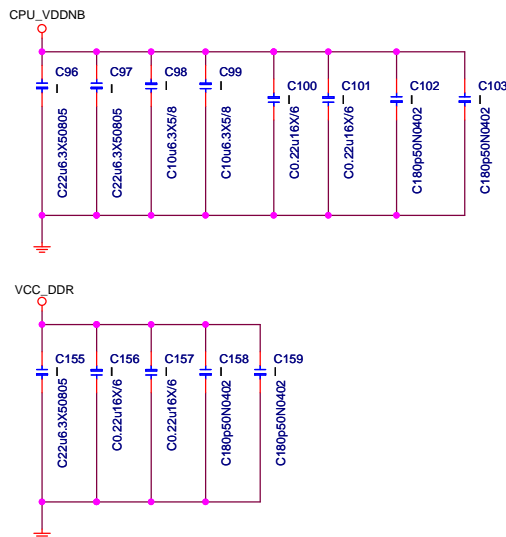 CPU_VDDNB
C96
C97
C98
C99
C100
C101
C102
C103
C22u6.3X50805
C22u6.3X50805
C10u6.3X5/8
C10u6.3X5/8
C0.22u16X/6
C0.22u16X/6
C180p50N0402
C180p50N0402
VCC_DDR
C155
C156
C157
C158
C159
C22u6.3X50805
C0.22u16X/6
C0.22u16X/6
C180p50N0402
C180p50N0402